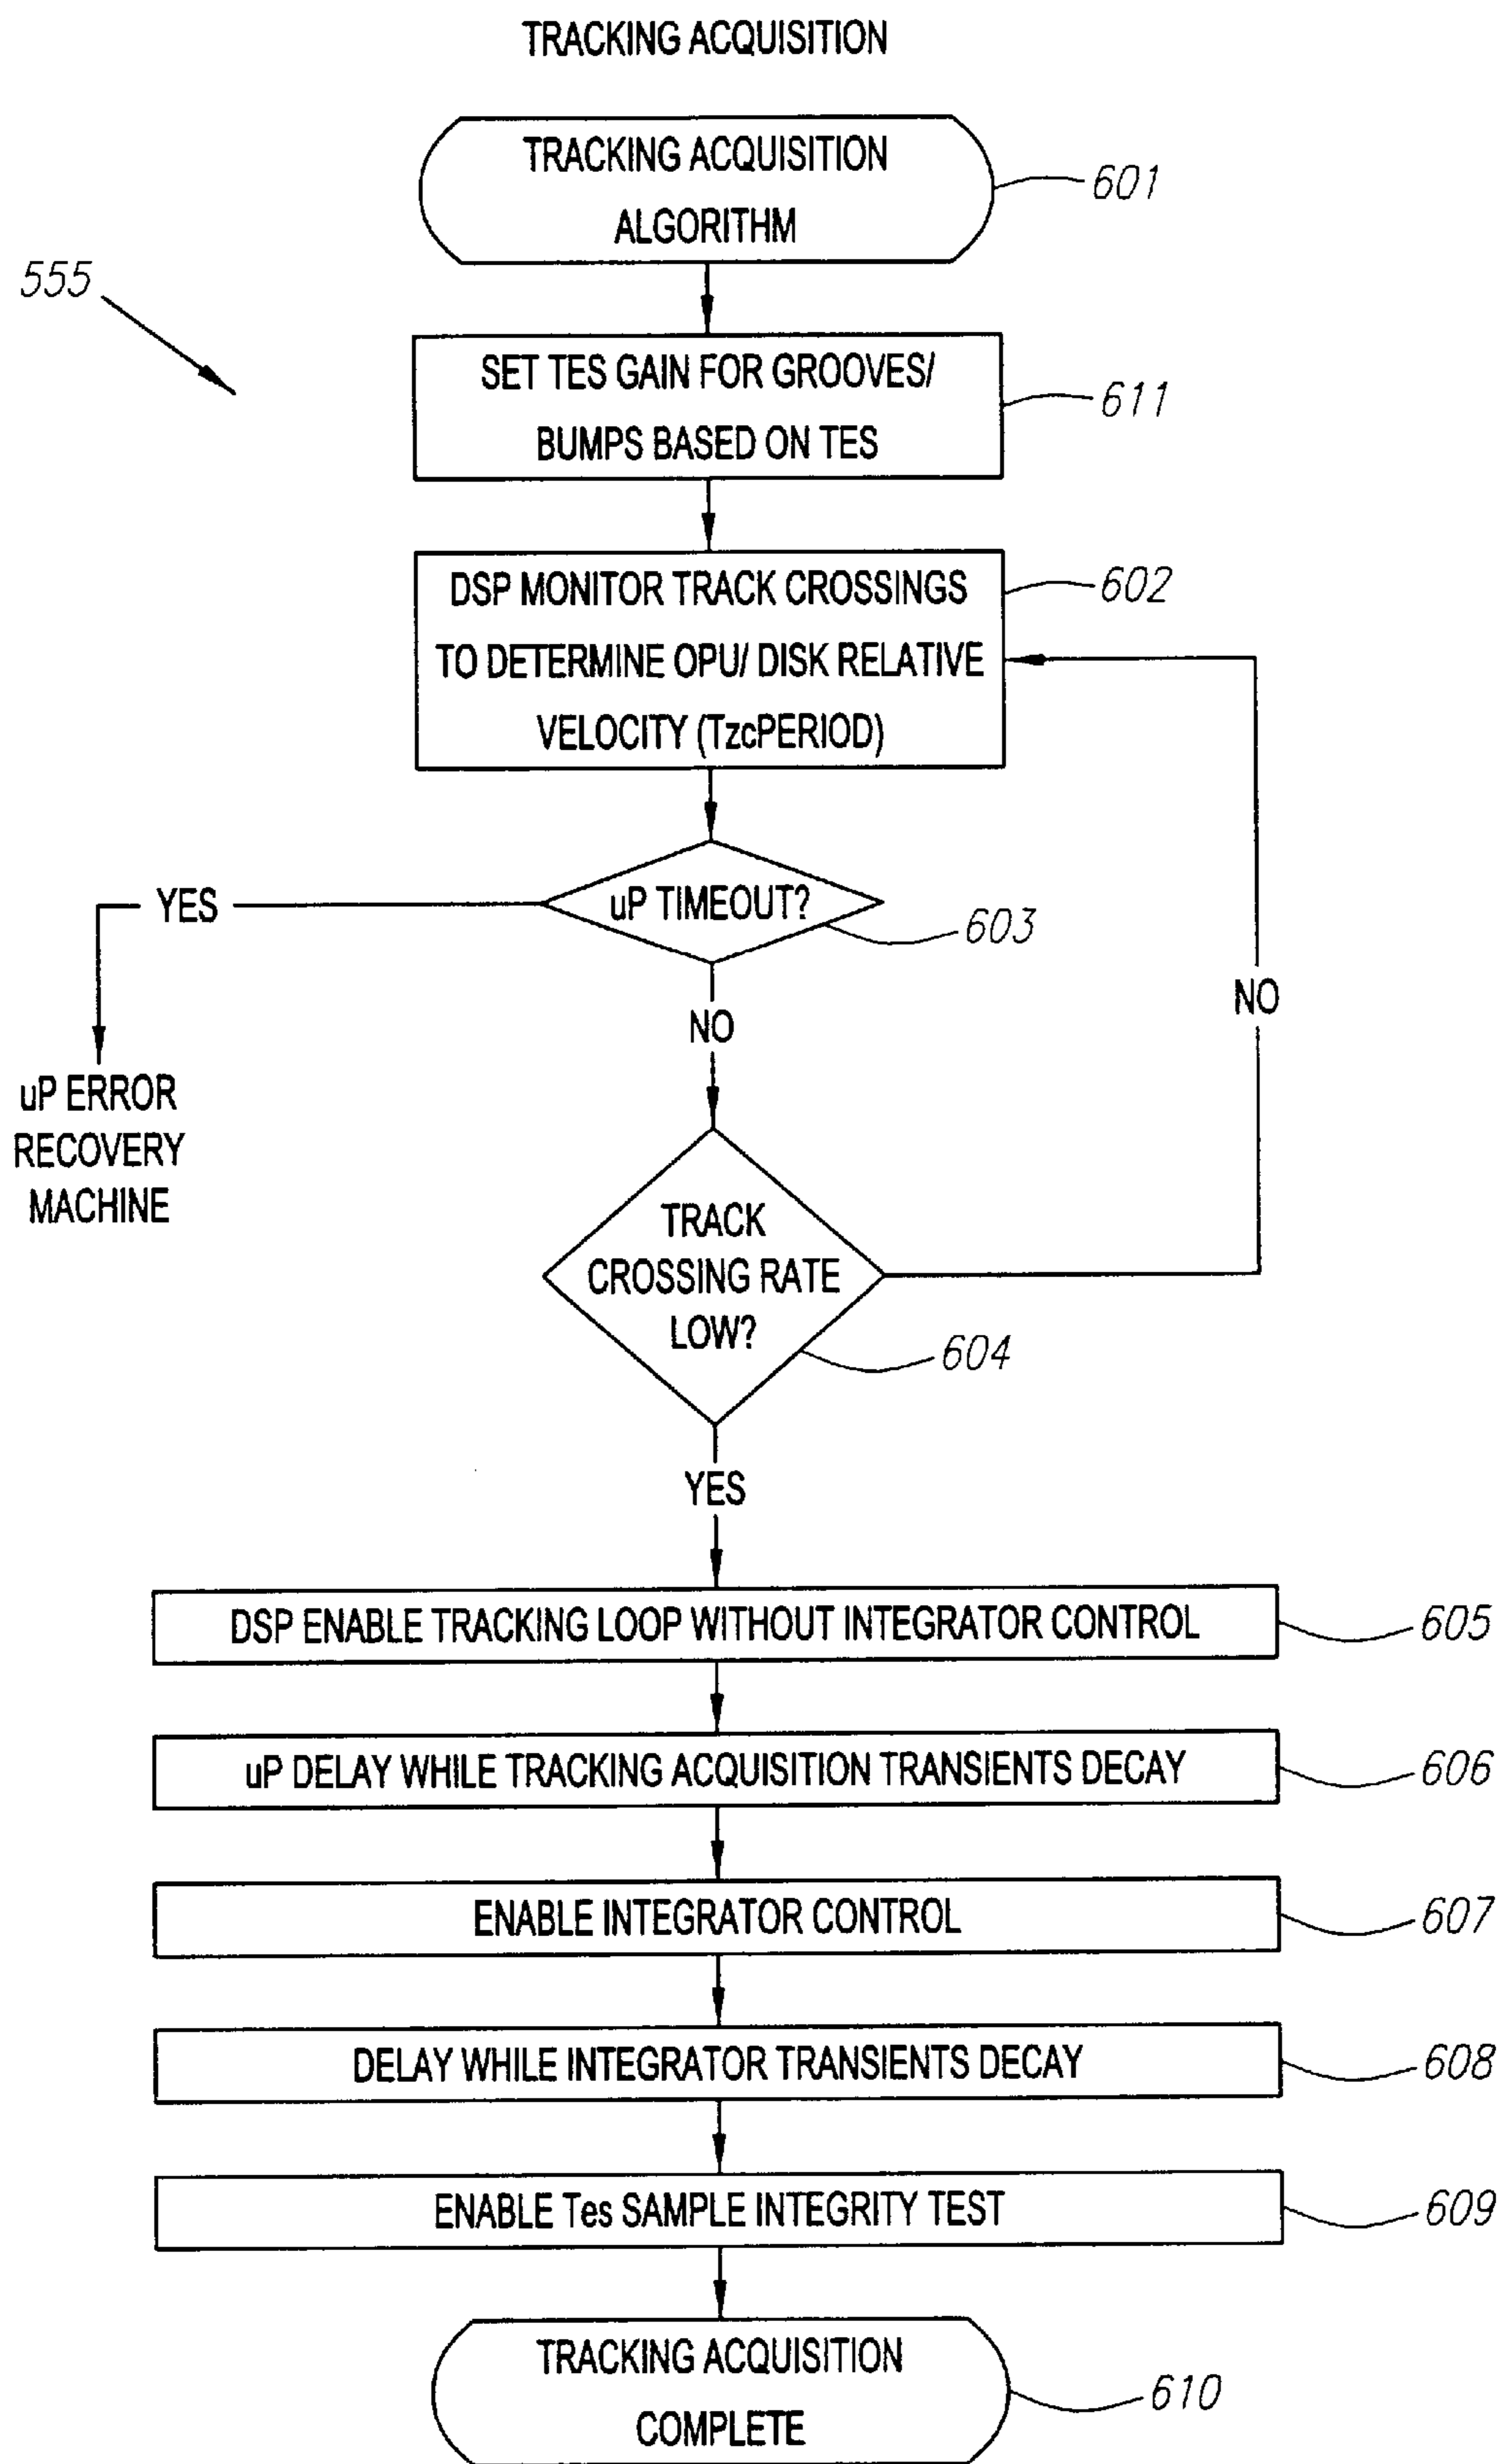 TRACKING ACQUISITION
TRACKING ACQUISITION
ALGORITHM
601
555
SET TES GAIN FOR GROOVES/
BUMPS BASED ON TES
611
DSP MONITOR TRACK CROSSINGS
TO DETERMINE OPU/ DISK RELATIVE
VELOCITY (TzcPERIOD)
602
YES
uP TIMEOUT?
603
NO
NO
uP ERROR
RECOVERY
MACHINE
TRACK
CROSSING RATE
LOW?
604
YES
DSP ENABLE TRACKING LOOP WITHOUT INTEGRATOR CONTROL
605
uP DELAY WHILE TRACKING ACQUISITION TRANSIENTS DECAY
606
ENABLE INTEGRATOR CONTROL
607
DELAY WHILE INTEGRATOR TRANSIENTS DECAY
608
ENABLE Tes SAMPLE INTEGRITY TEST
609
TRACKING ACQUISITION
COMPLETE
610